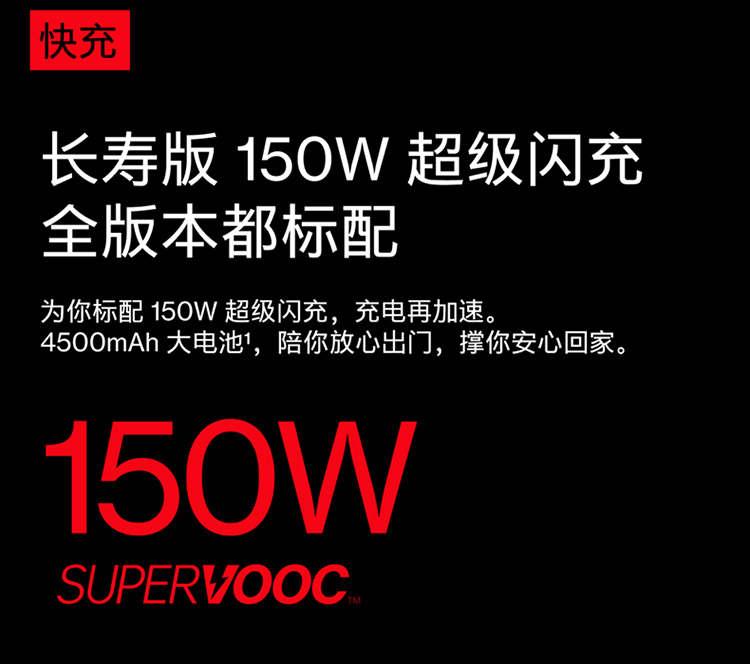 快充
长寿版 150W 超级闪充
全版本都标配
为你标配 150W 超级闪充，充电再加速。
4500mAh 大电池¹，陪你放心出门，撑你安心回家。
150W
SUPERVOOC™